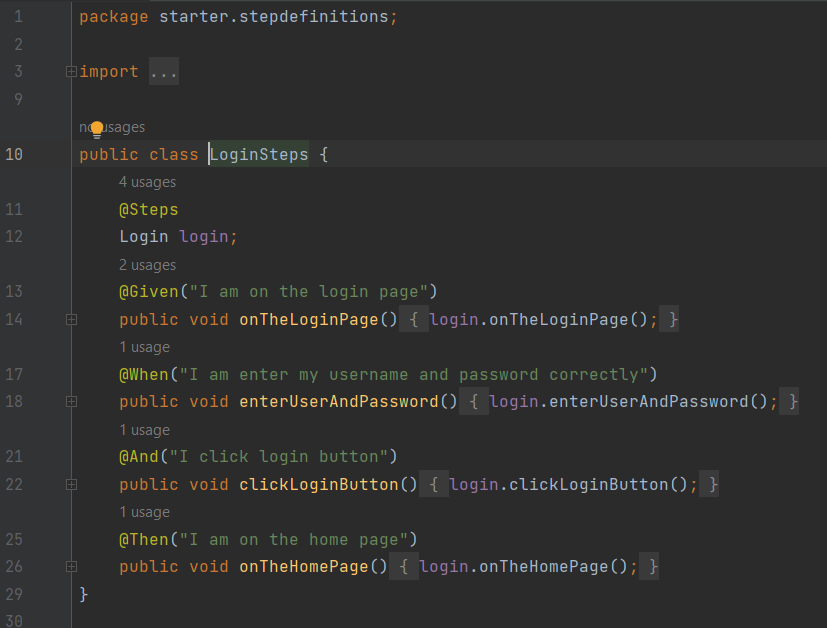 1 package starter.stepdefinitions;
2
3 import ...
9
usages
10 public class LoginSteps {
4 usages
11 @Steps
12 Login login;
2 usages
13 @Given("I am on the login page")
14 public void onTheLoginPage() { login.onTheLoginPage(); }
1 usage
17 @When("I am enter my username and password correctly")
18 public void enterUserAndPassword() { login.enterUserAndPassword(); }
1 usage
21 @And("I click login button")
22 public void clickLoginButton() { login.clickLoginButton(); }
1 usage
25 @Then("I am on the home page")
26 public void onTheHomePage() { login.onTheHomePage(); }
29 }
30